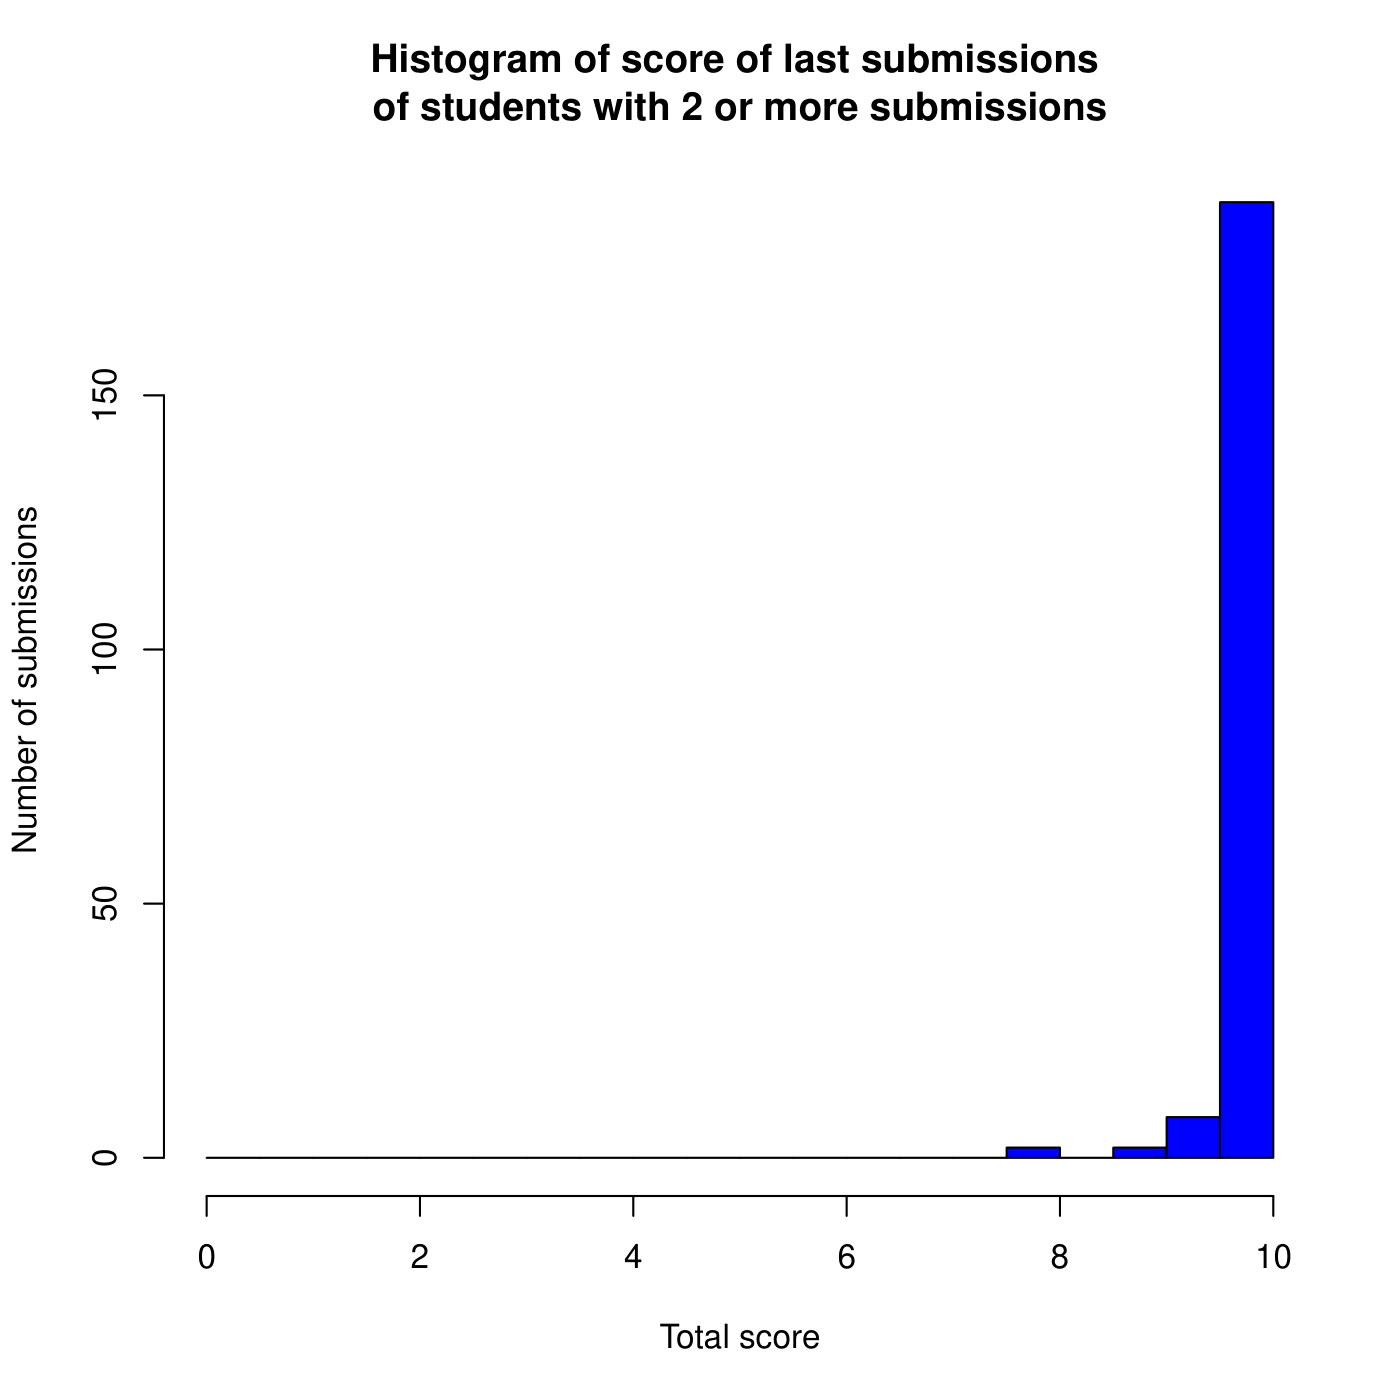 Histogram of score of last submissions
of students with 2 or more submissions
Number of submissions
150
100
50
0
0 2 4 6 8 10
Total score